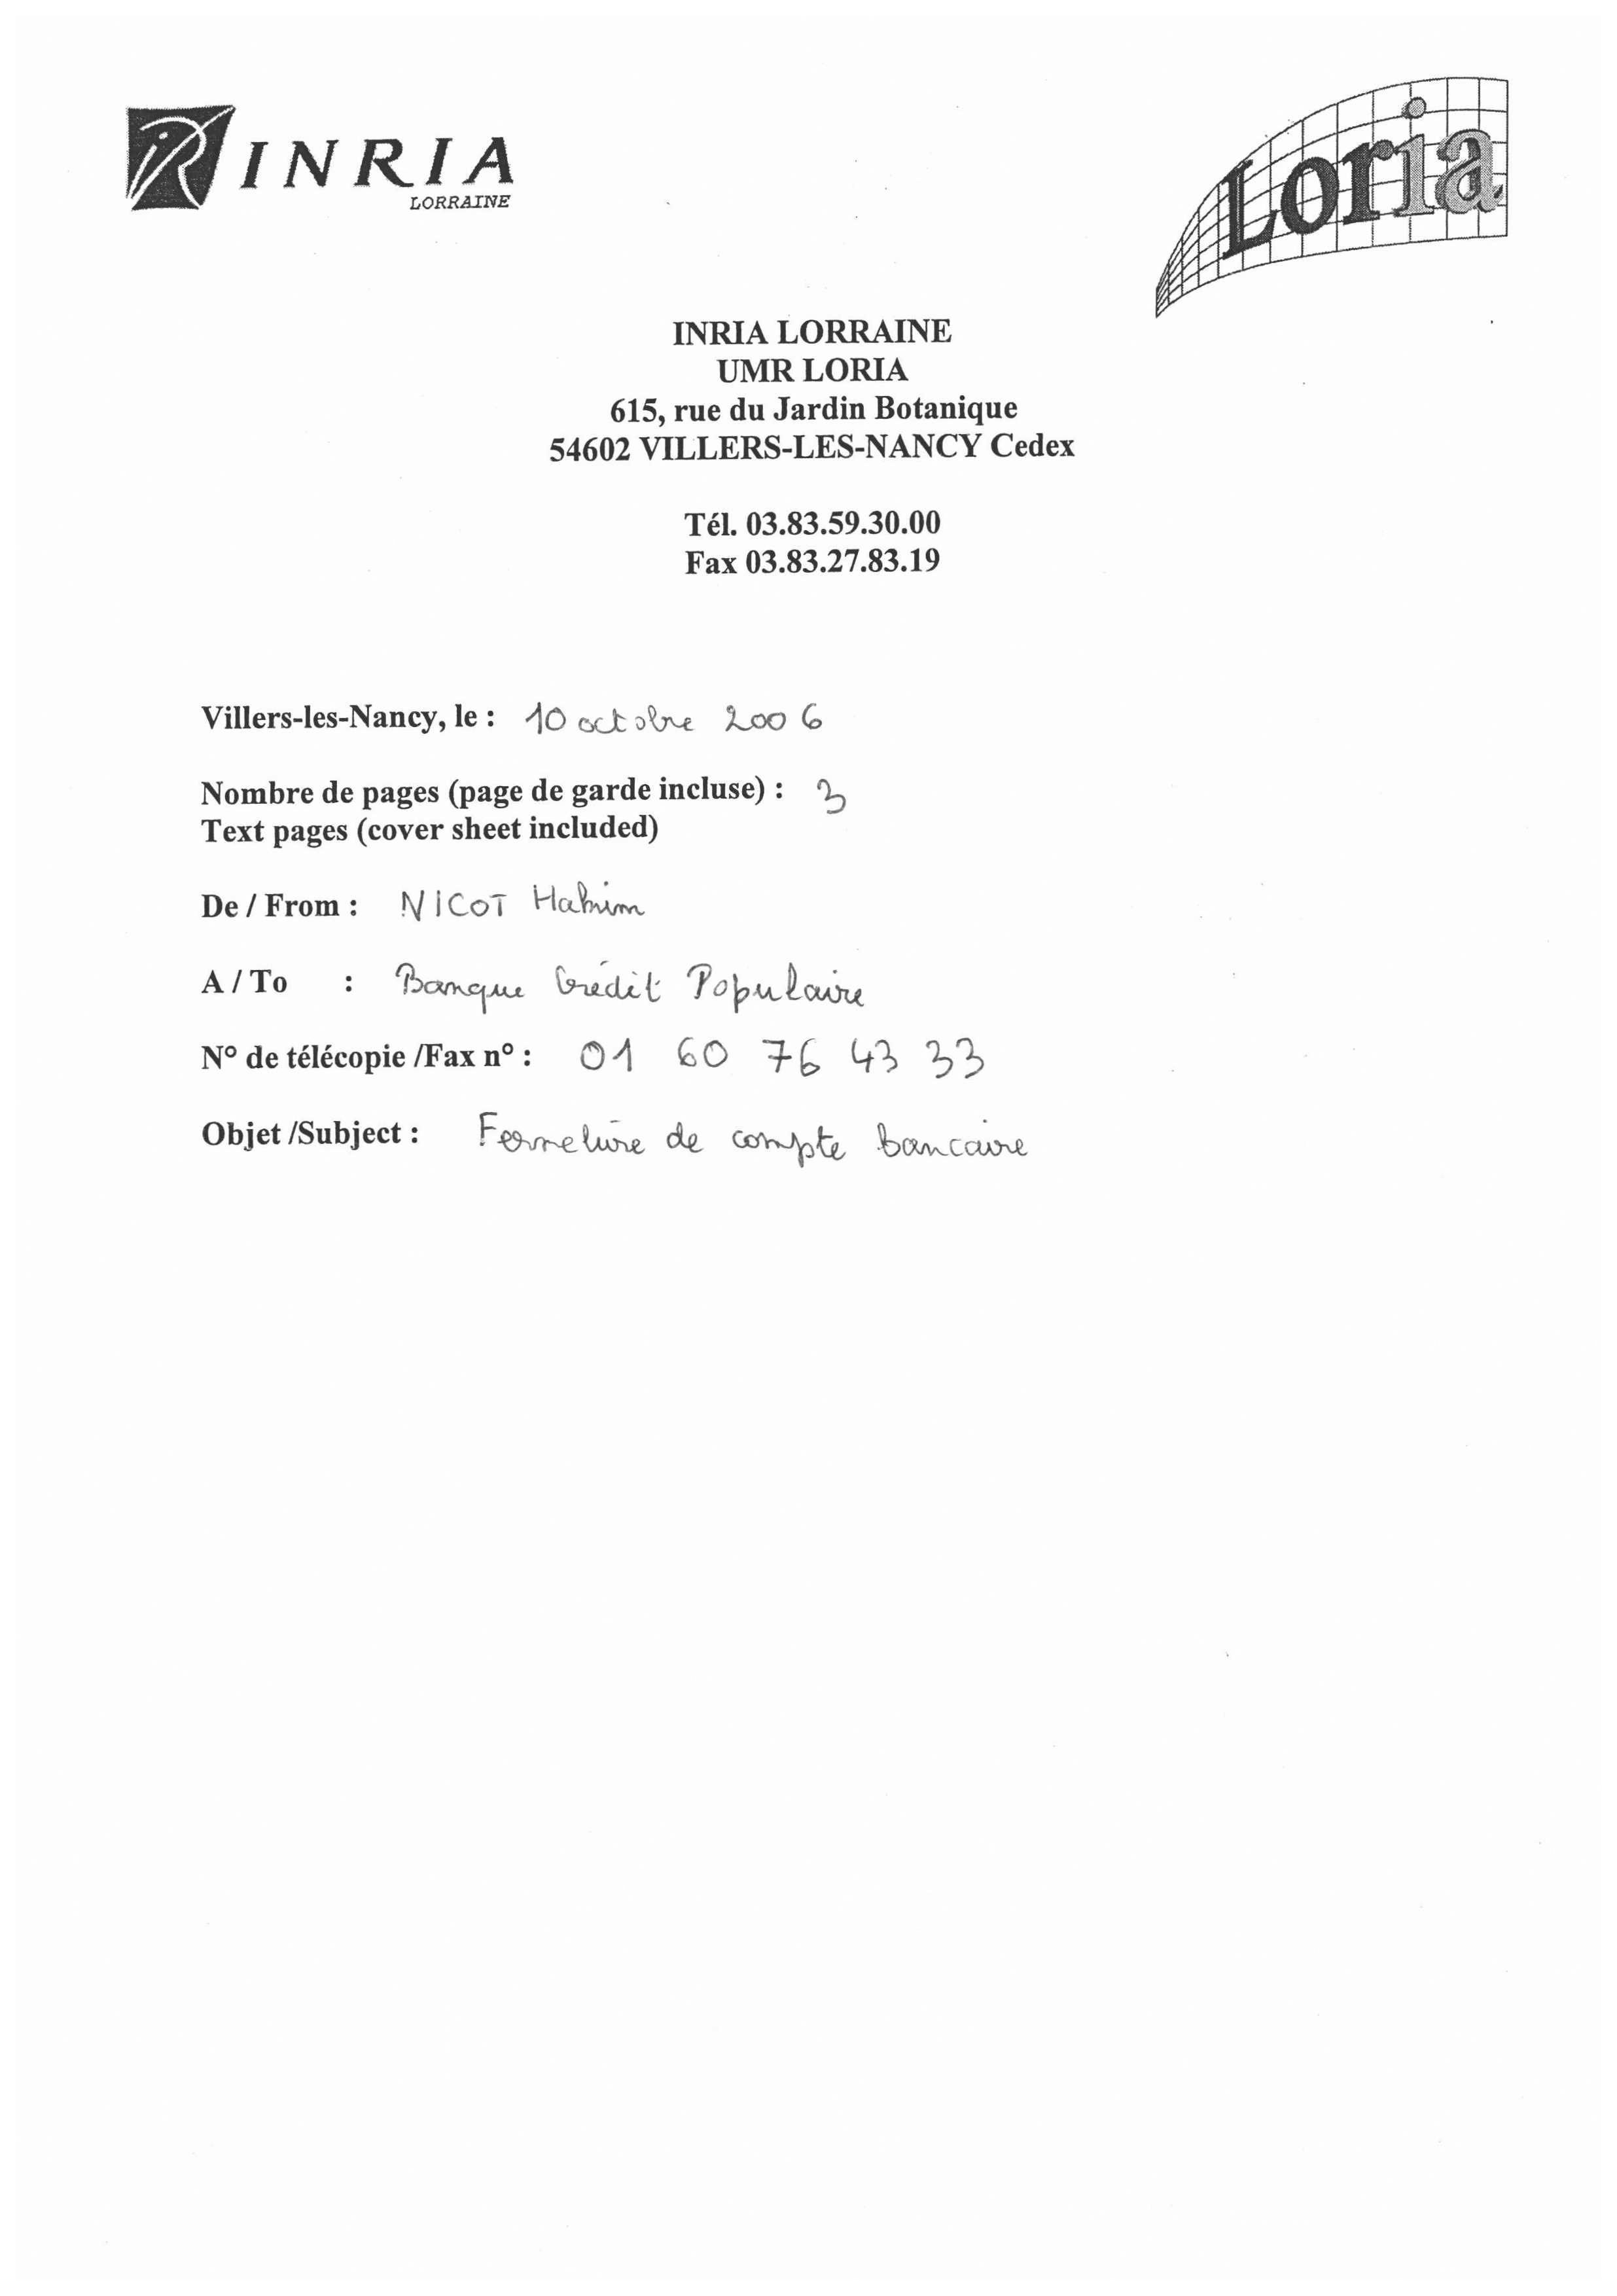 INRIA
LORRAINE
Loria
INRIA LORRAINE
UMR LORIA
615, rue du Jardin Botanique
54602 VILLERS-LES-NANCY Cedex
Tél. 03.83.59.30.00
Fax 03.83.27.83.19
Villers-les-Nancy, le : 10 octobre 2006
Nombre de pages (page de garde incluse) : 3
Text pages (cover sheet included)
De / From : NICOT Hakim
A / To : Banque Crédit Populaire
N° de télécopie /Fax n° : 01 60 76 43 33
Objet /Subject : Fermeture de compte bancaire